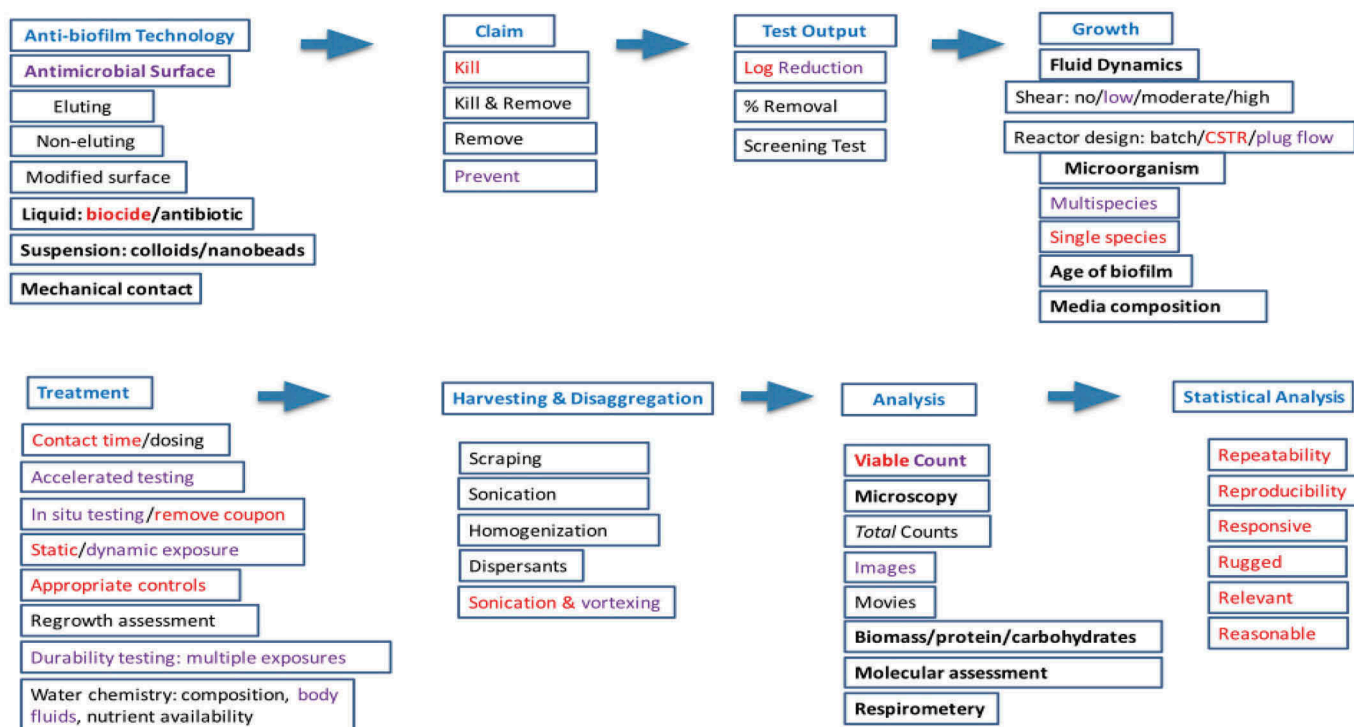 Anti-biofilm Technology
Antimicrobial Surface
Eluting
Non-eluting
Modified surface
Liquid: biocide/antibiotic
Suspension: colloids/nanobeads
Mechanical contact
Claim
Kill
Kill & Remove
Remove
Prevent
Test Output
Log Reduction
% Removal
Screening Test
Growth
Fluid Dynamics
Shear: no/low/moderate/high
Reactor design: batch/CSTR/plug flow
Microorganism
Multispecies
Single species
Age of biofilm
Media composition
Treatment
Contact time/dosing
Accelerated testing
In situ testing/remove coupon
Static/dynamic exposure
Appropriate controls
Regrowth assessment
Durability testing: multiple exposures
Water chemistry: composition, body
fluids, nutrient availability
Harvesting & Disaggregation
Scraping
Sonication
Homogenization
Dispersants
Sonication & vortexing
Analysis
Viable Count
Microscopy
Total Counts
Images
Movies
Biomass/protein/carbohydrates
Molecular assessment
Respirometery
Statistical Analysis
Repeatability
Reproducibility
Responsive
Rugged
Relevant
Reasonable